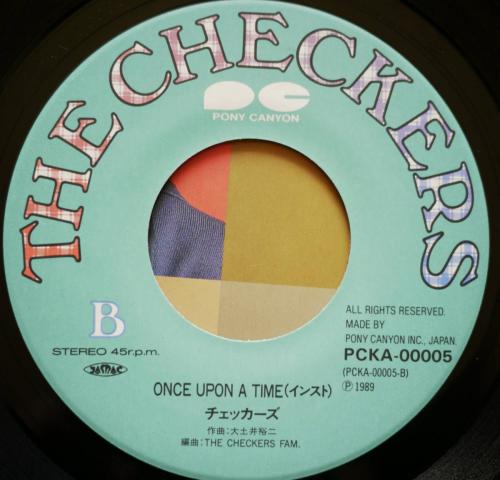 THE CHECKERS
PONY CANYON
B
STEREO 45r.p.m.
JASRAC
ALL RIGHTS RESERVED.
MADE BY
PONY CANYON INC., JAPAN.
PCKA-00005
(PCKA-00005-B)
Ⓟ 1989
ONCE UPON A TIME(インスト)
チェッカーズ
作曲:大土井裕二
編曲:THE CHECKERS FAM.